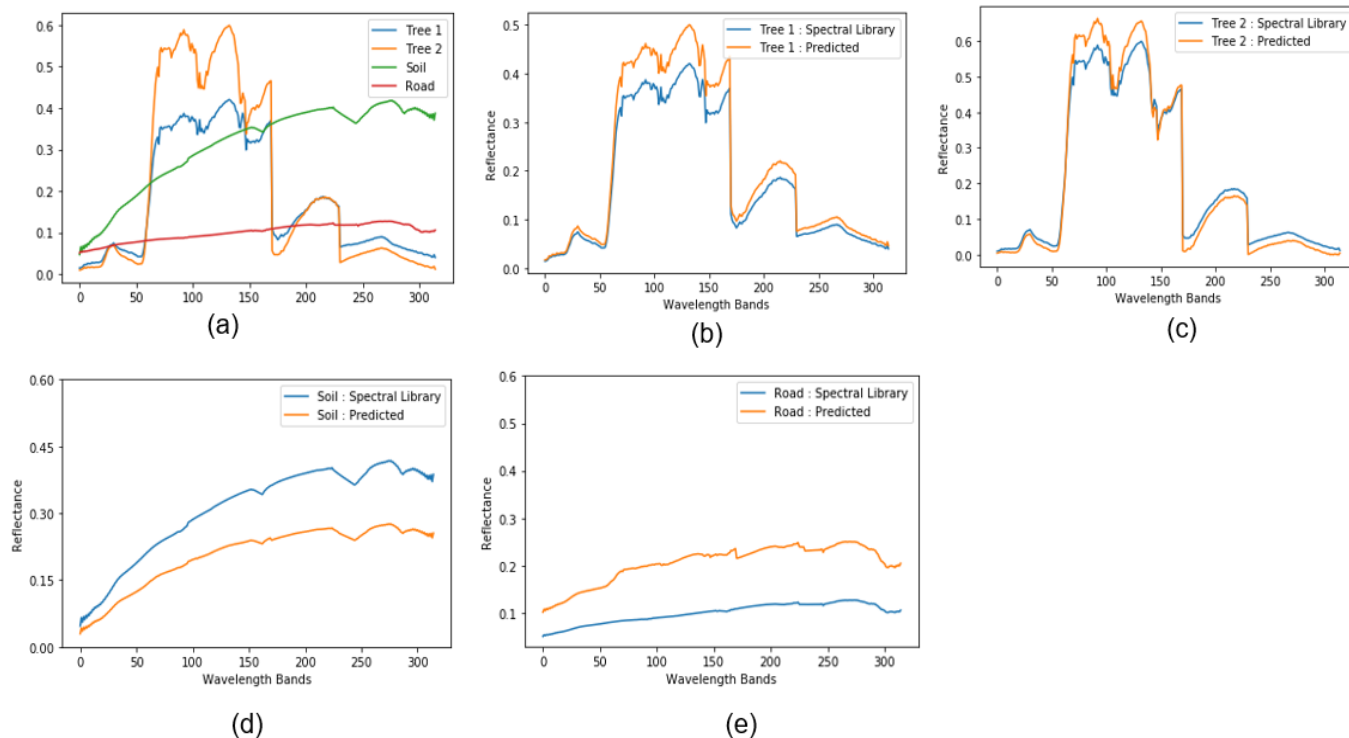 0.6
0.5
0.4
0.3
0.2
0.1
0.0
0 50 100 150 200 250 300
Tree 1
Tree 2
Soil
Road
(a)
Reflectance
0.5
0.4
0.3
0.2
0.1
0.0
0 50 100 150 200 250 300
Wavelength Bands
Tree 1 : Spectral Library
Tree 1 : Predicted
(b)
Reflectance
0.6
0.5
0.4
0.3
0.2
0.1
0.0
0 50 100 150 200 250 300
Wavelength Bands
Tree 2 : Spectral Library
Tree 2 : Predicted
(c)
Reflectance
0.60
0.45
0.30
0.15
0.00
0 50 100 150 200 250 300
Wavelength Bands
Soil : Spectral Library
Soil : Predicted
(d)
Reflectance
0.6
0.5
0.4
0.3
0.2
0.1
0 50 100 150 200 250 300
Wavelength Bands
Road : Spectral Library
Road : Predicted
(e)